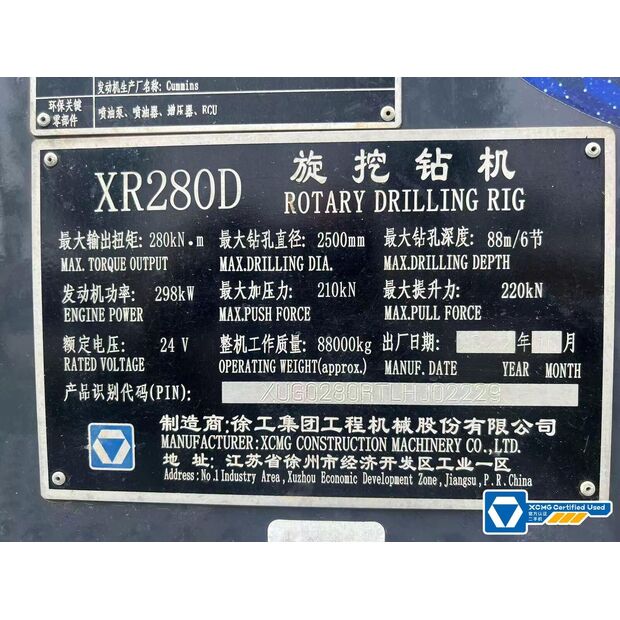 发动机生产厂名称: Cummins
环保关键零部件 喷油泵、喷油器、增压器、ECU
XR280D 旋挖钻机
ROTARY DRILLING RIG
最大输出扭矩: 280kN.m 最大钻孔直径: 2500mm 最大钻孔深度: 88m/6节
MAX. TORQUE OUTPUT MAX.DRILLING DIA. MAX.DRILLING DEPTH
发动机功率: 298kW 最大加压力: 210kN 最大提升力: 220kN
ENGINE POWER MAX.PUSH FORCE MAX.PULL FORCE
额定电压: 24 V 整机工作质量: 88000kg 出厂日期: 年 月
RATED VOLTAGE OPERATING WEIGHT(approx.) MANUF. DATE YEAR MONTH
产品识别代码(PIN): XUG0280RTLHJ02229
制造商:徐工集团工程机械股份有限公司
MANUFACTURER:XCMG CONSTRUCTION MACHINERY CO.,LTD.
地 址: 江苏省徐州市经济开发区工业一区
Address:No.1 Industry Area,Xuzhou Economic Development Zone,Jiangsu,P.R.China
XCMG Certified Used
官方认证
二手机